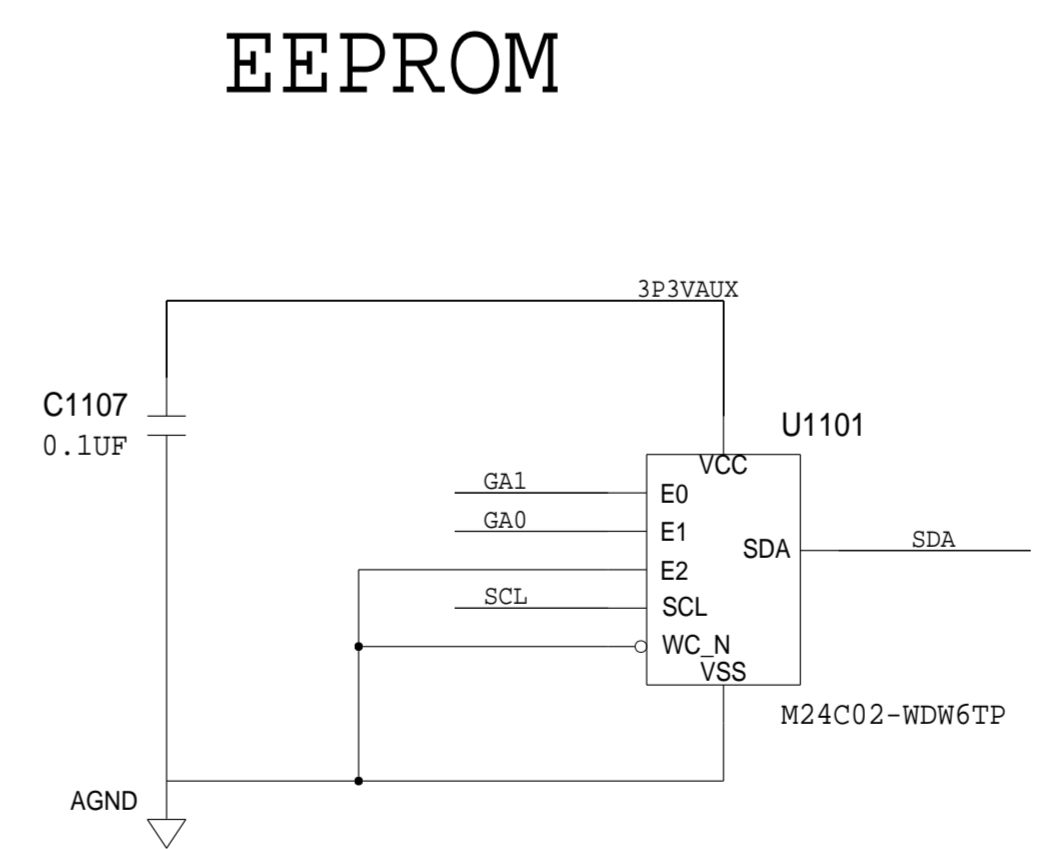 EEPROM
3P3VAUX
C1107
0.1UF
U1101
VCC
GA1
E0
GA0
E1
SDA
SDA
E2
SCL
SCL
WC_N
VSS
M24C02-WDW6TP
AGND